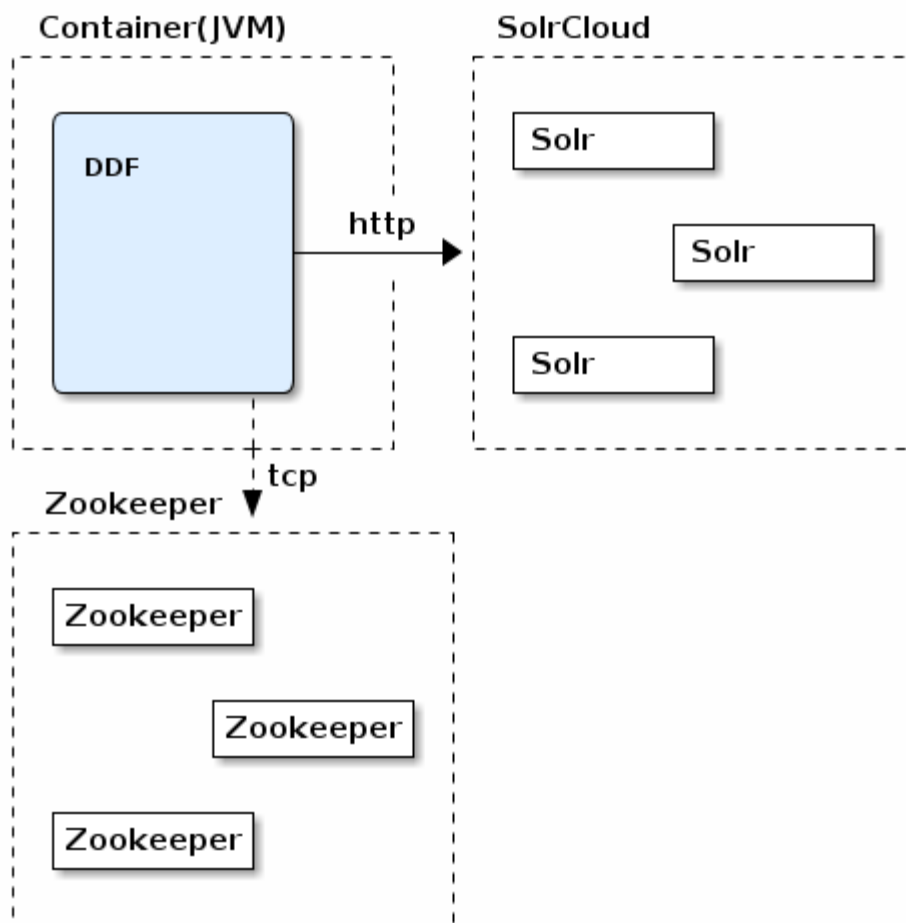 Container(JVM)
SolrCloud
DDF
http
Solr
Solr
Solr
tcp
Zookeeper
Zookeeper
Zookeeper
Zookeeper